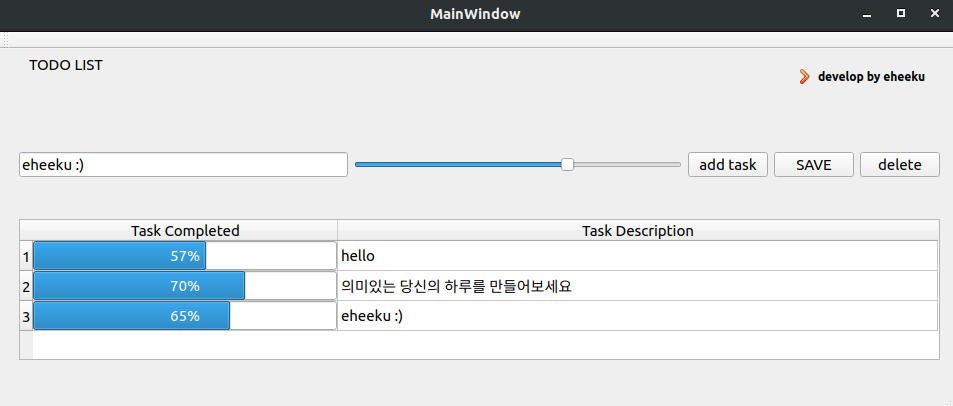 MainWindow
TODO LIST
develop by eheeku
eheeku :)
add task
SAVE
delete
Task Completed Task Description
1 57% hello
2 70% 의미있는 당신의 하루를 만들어보세요
3 65% eheeku :)